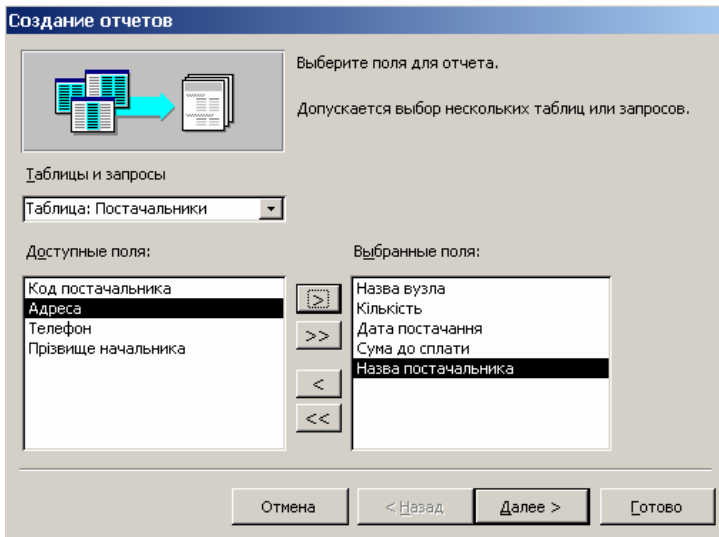 Создание отчетов
Выберите поля для отчета.
Допускается выбор нескольких таблиц или запросов.
Таблицы и запросы
Таблица: Постачальники
Доступные поля:
Выбранные поля:
Код постачальника
Адреса
Телефон
Прізвище начальника
>
>>
<
<<
Назва вузла
Кількість
Дата постачання
Сума до сплати
Назва постачальника
Отмена
< Назад
Далее >
Готово